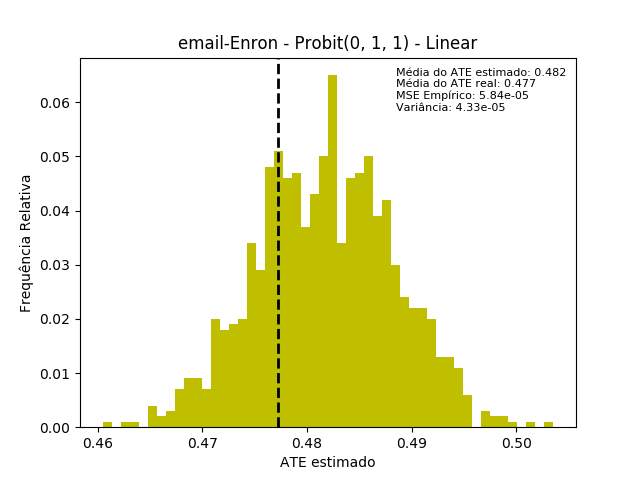 email-Enron - Probit(0, 1, 1) - Linear
Média do ATE estimado: 0.482
Média do ATE real: 0.477
MSE Empírico: 5.84e-05
Variância: 4.33e-05
Frequência Relativa
0.06
0.05
0.04
0.03
0.02
0.01
0.00
0.46 0.47 0.48 0.49 0.50
ATE estimado